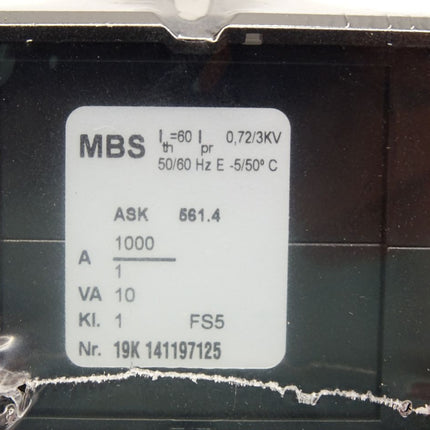 MBS Ith=60 Ipr 0,72/3KV
50/60 Hz E -5/50° C
ASK 561.4
A 1000
1
VA 10
Kl. 1 FS5
Nr. 19K 141197125